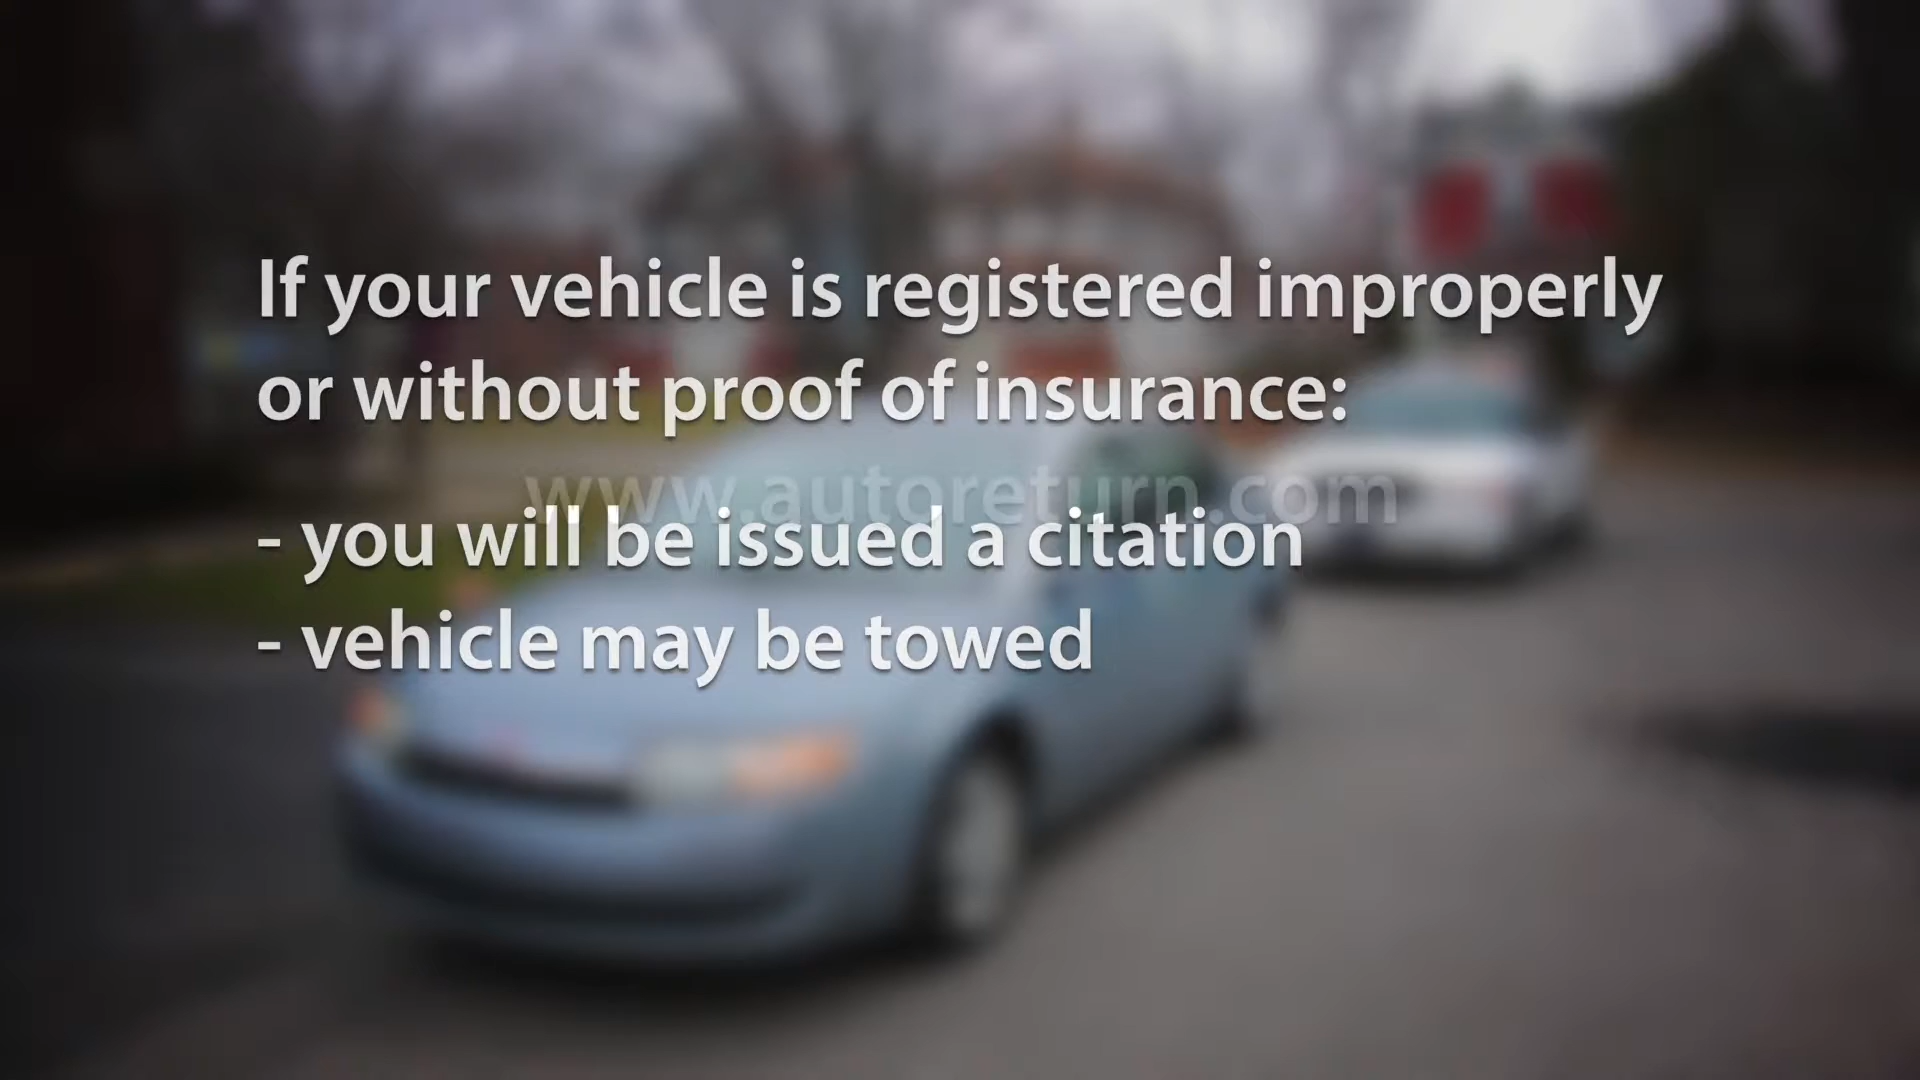 If your vehicle is registered improperly
or without proof of insurance:
www.autoreturn.com
- you will be issued a citation
- vehicle may be towed